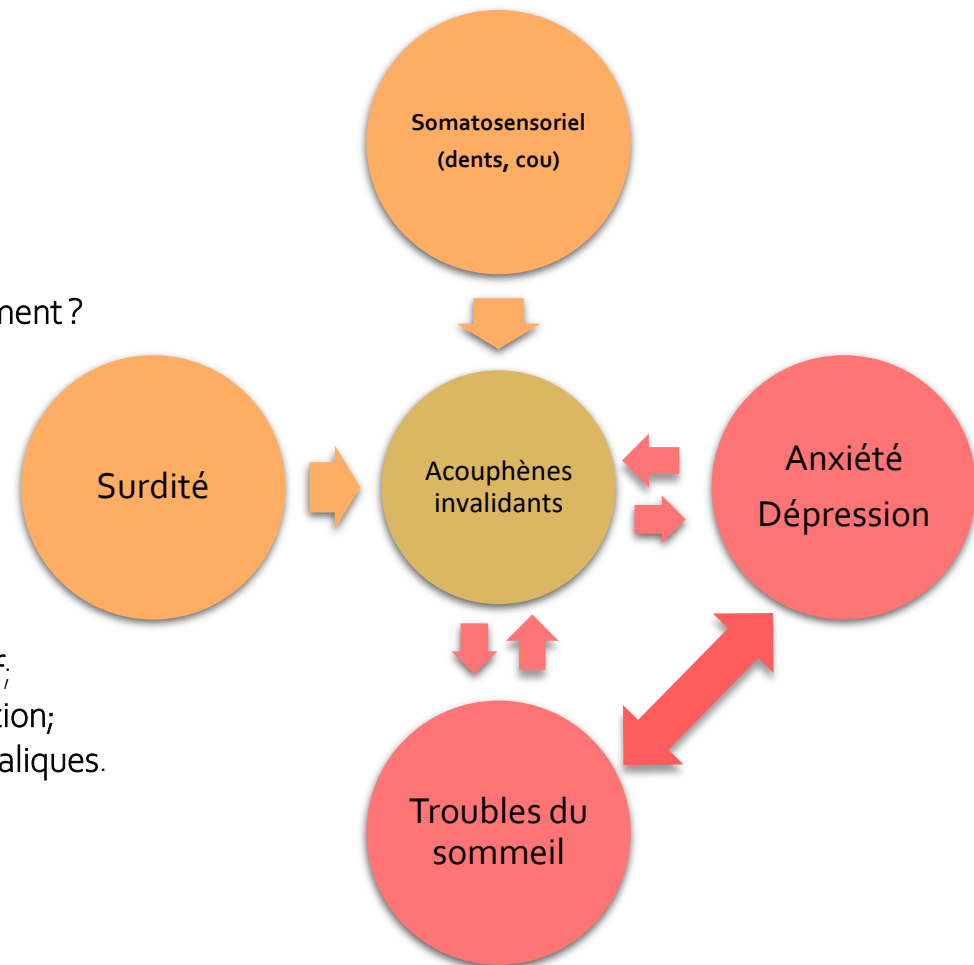 Somatosensoriel
(dents, cou)
ment ?
Surdité
Acouphènes
invalidants
Anxiété
Dépression
f;
tion;
aliques.
Troubles du
sommeil